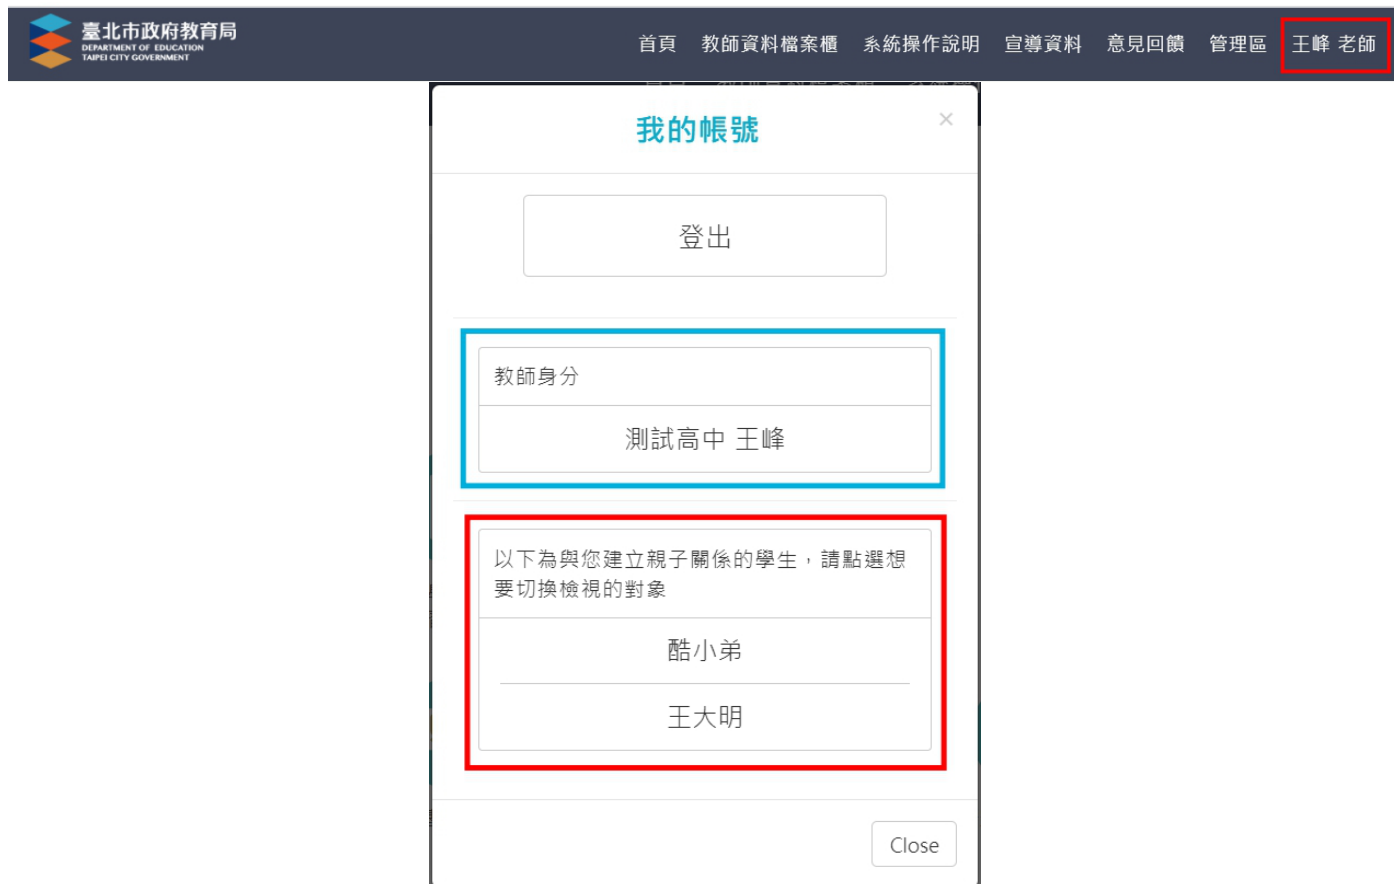 臺北市政府教育局
DEPARTMENT OF EDUCATION
TAIPEI CITY GOVERNMENT
首頁 教師資料檔案櫃 系統操作說明 宣導資料 意見回饋 管理區 王峰 老師
我的帳號 ×
登出
教師身分
測試高中 王峰
以下為與您建立親子關係的學生，請點選想
要切換檢視的對象
酷小弟
王大明
Close